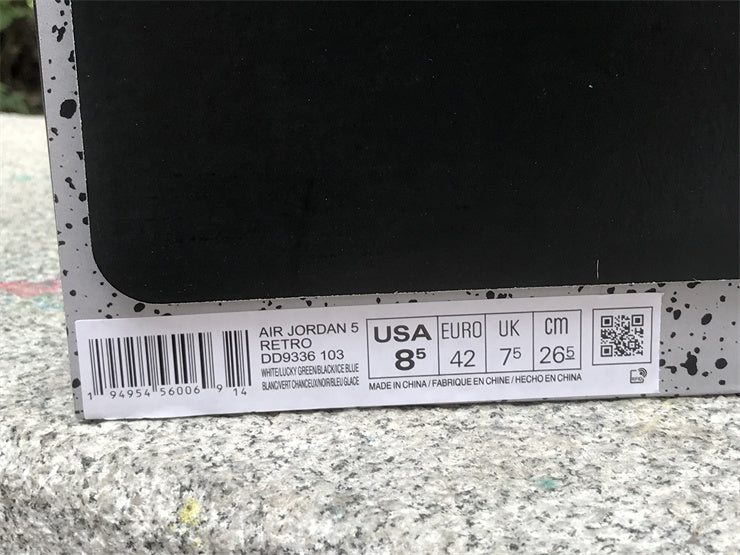 AIR JORDAN 5
RETRO
DD9336 103
WHITE/LUCKY GREEN/BLACK/ICE BLUE
BLANC/VERT CHANCEUX/NOIR/BLEU GLACE
USA EURO UK cm
8⁵ 42 7⁵ 26⁵
MADE IN CHINA / FABRIQUE EN CHINE / HECHO EN CHINA
1 94954 56006 9 14